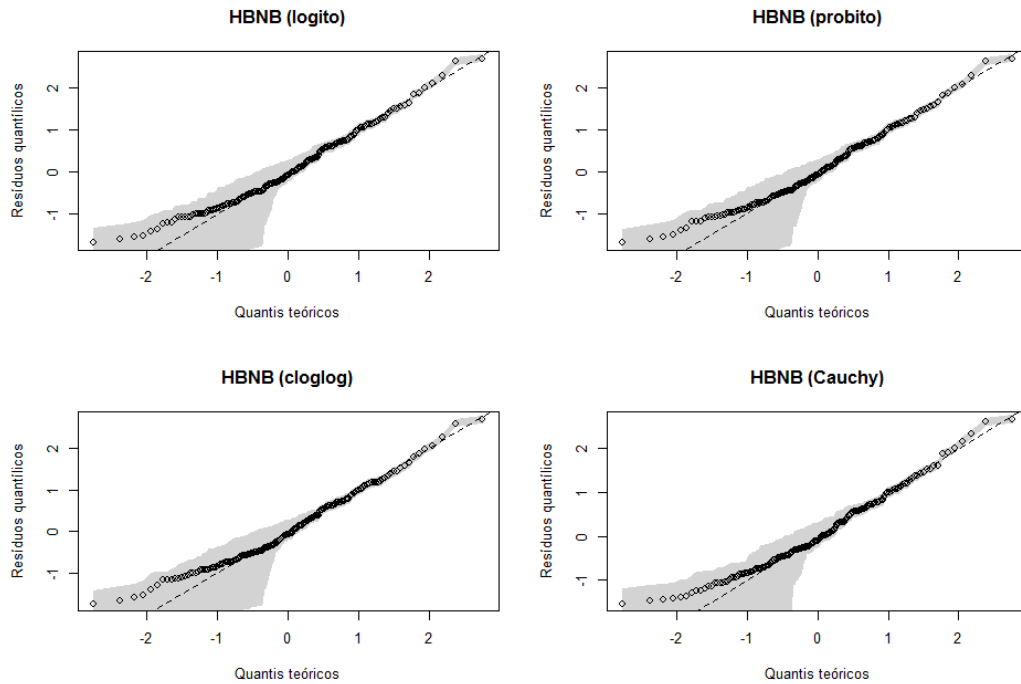 HBNB (logito)
Resíduos quantílicos
2
1
0
-1
-2 -1 0 1 2
Quantis teóricos
HBNB (probito)
Resíduos quantílicos
2
1
0
-1
-2 -1 0 1 2
Quantis teóricos
HBNB (cloglog)
Resíduos quantílicos
2
1
0
-1
-2 -1 0 1 2
Quantis teóricos
HBNB (Cauchy)
Resíduos quantílicos
2
1
0
-1
-2 -1 0 1 2
Quantis teóricos